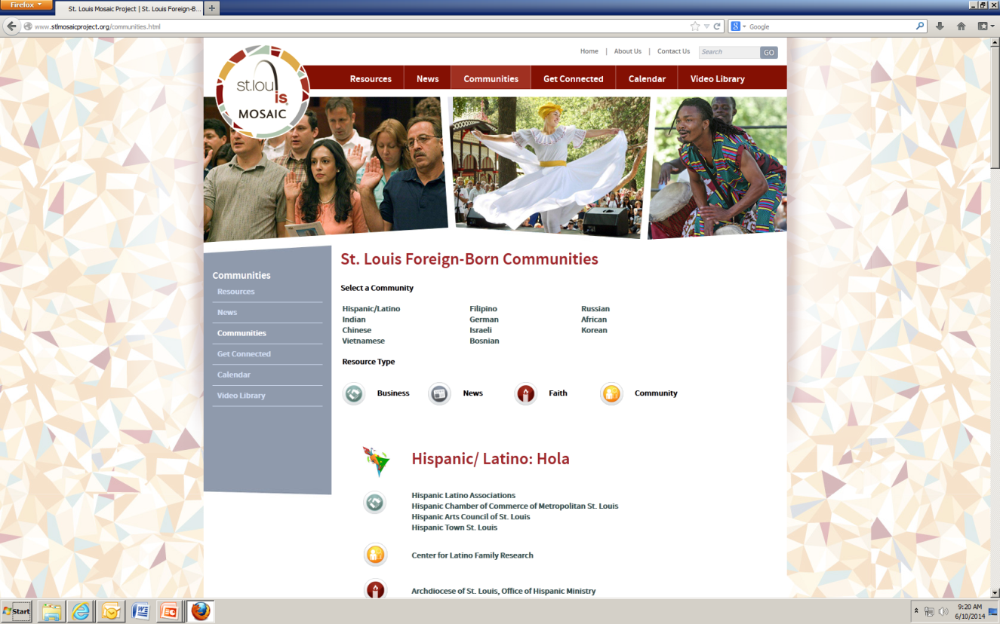 Firefox
St. Louis Mosaic Project | St. Louis Foreign-B...
www.stlmosaicproject.org/communities.html
Google
Home | About Us | Contact Us
Search
GO
st.louis
MOSAIC
Resources
News
Communities
Get Connected
Calendar
Video Library
Communities
Resources
News
Communities
Get Connected
Calendar
Video Library
St. Louis Foreign-Born Communities
Select a Community
Hispanic/Latino
Indian
Chinese
Vietnamese
Filipino
German
Israeli
Bosnian
Russian
African
Korean
Resource Type
Business
News
Faith
Community
Hispanic/ Latino: Hola
Hispanic Latino Associations
Hispanic Chamber of Commerce of Metropolitan St. Louis
Hispanic Arts Council of St. Louis
Hispanic Town St. Louis
Center for Latino Family Research
Archdiocese of St. Louis, Office of Hispanic Ministry
Start
9:20 AM
6/10/2014